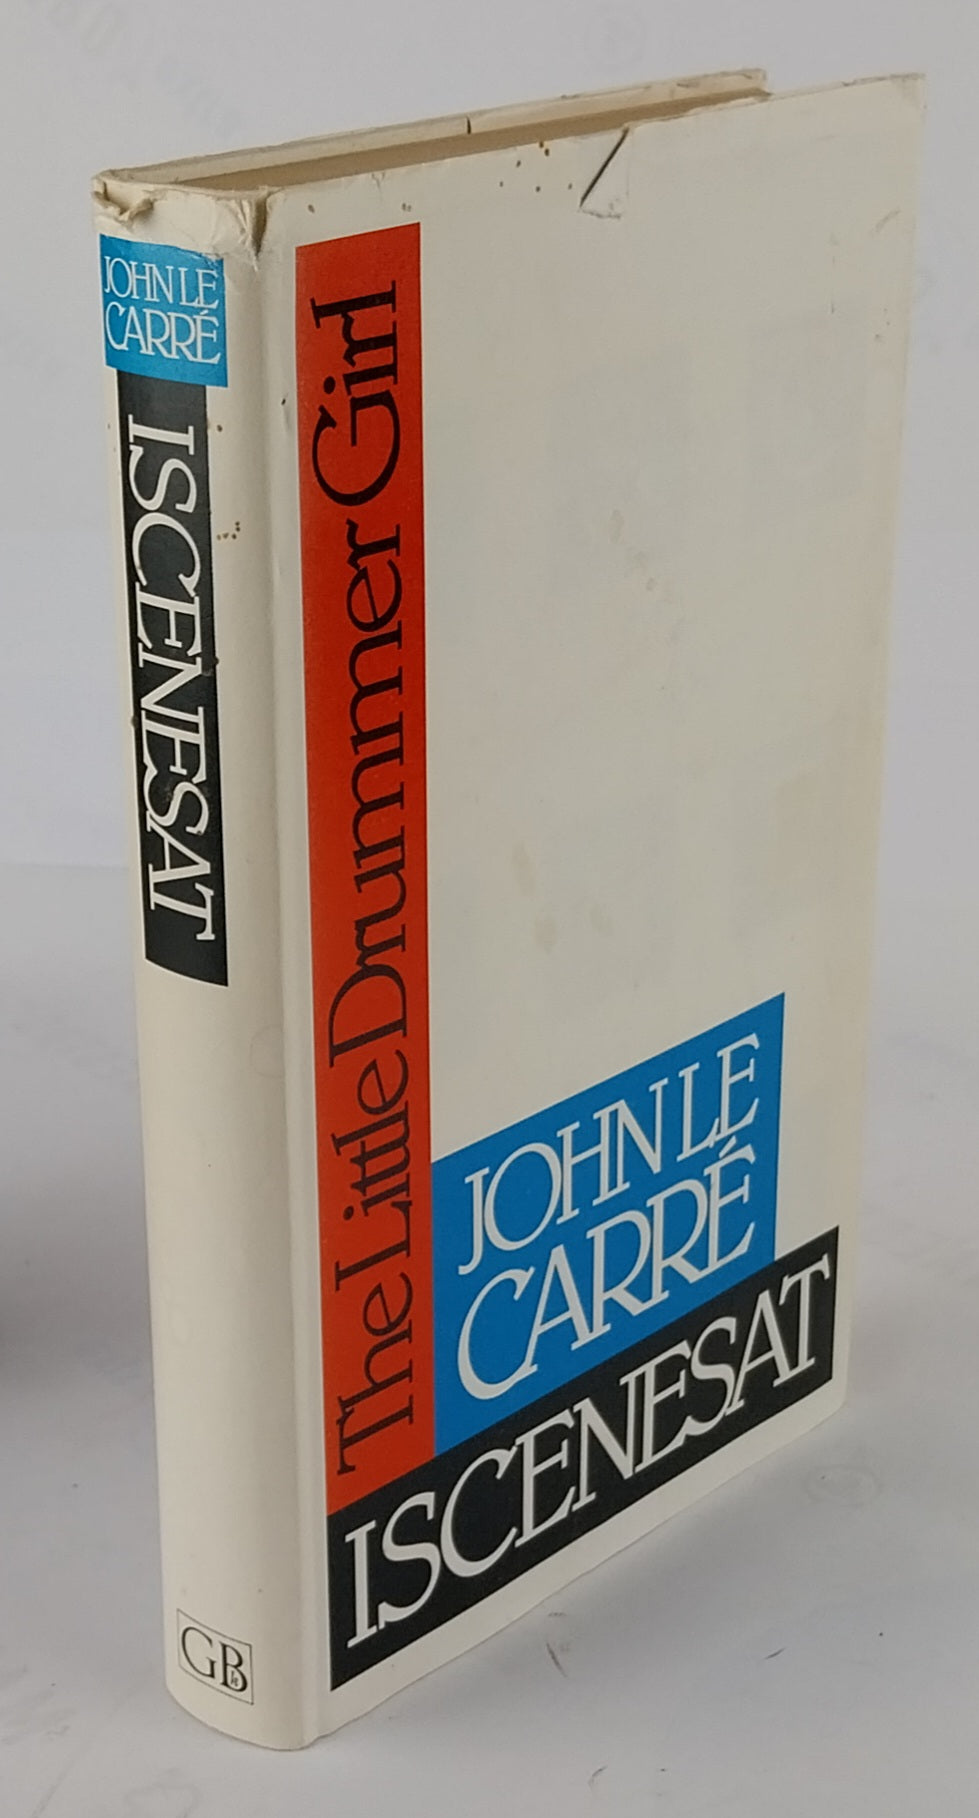 JOHN LE
CARRÉ
ISCENESAT
GB
The Little Drummer Girl
JOHN LE
CARRÉ
ISCENESAT